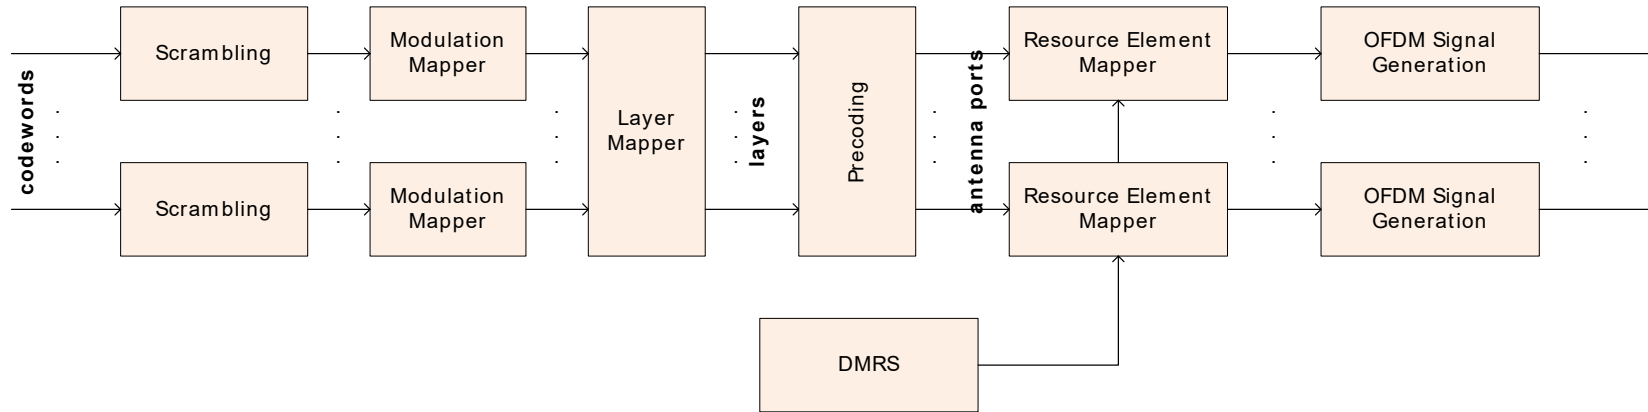 Scrambling
Modulation
Mapper
Layer
Mapper
Precoding
Resource Element
Mapper
OFDM Signal
Generation
codewords
layers
antenna ports
Scrambling
Modulation
Mapper
Resource Element
Mapper
OFDM Signal
Generation
DMRS